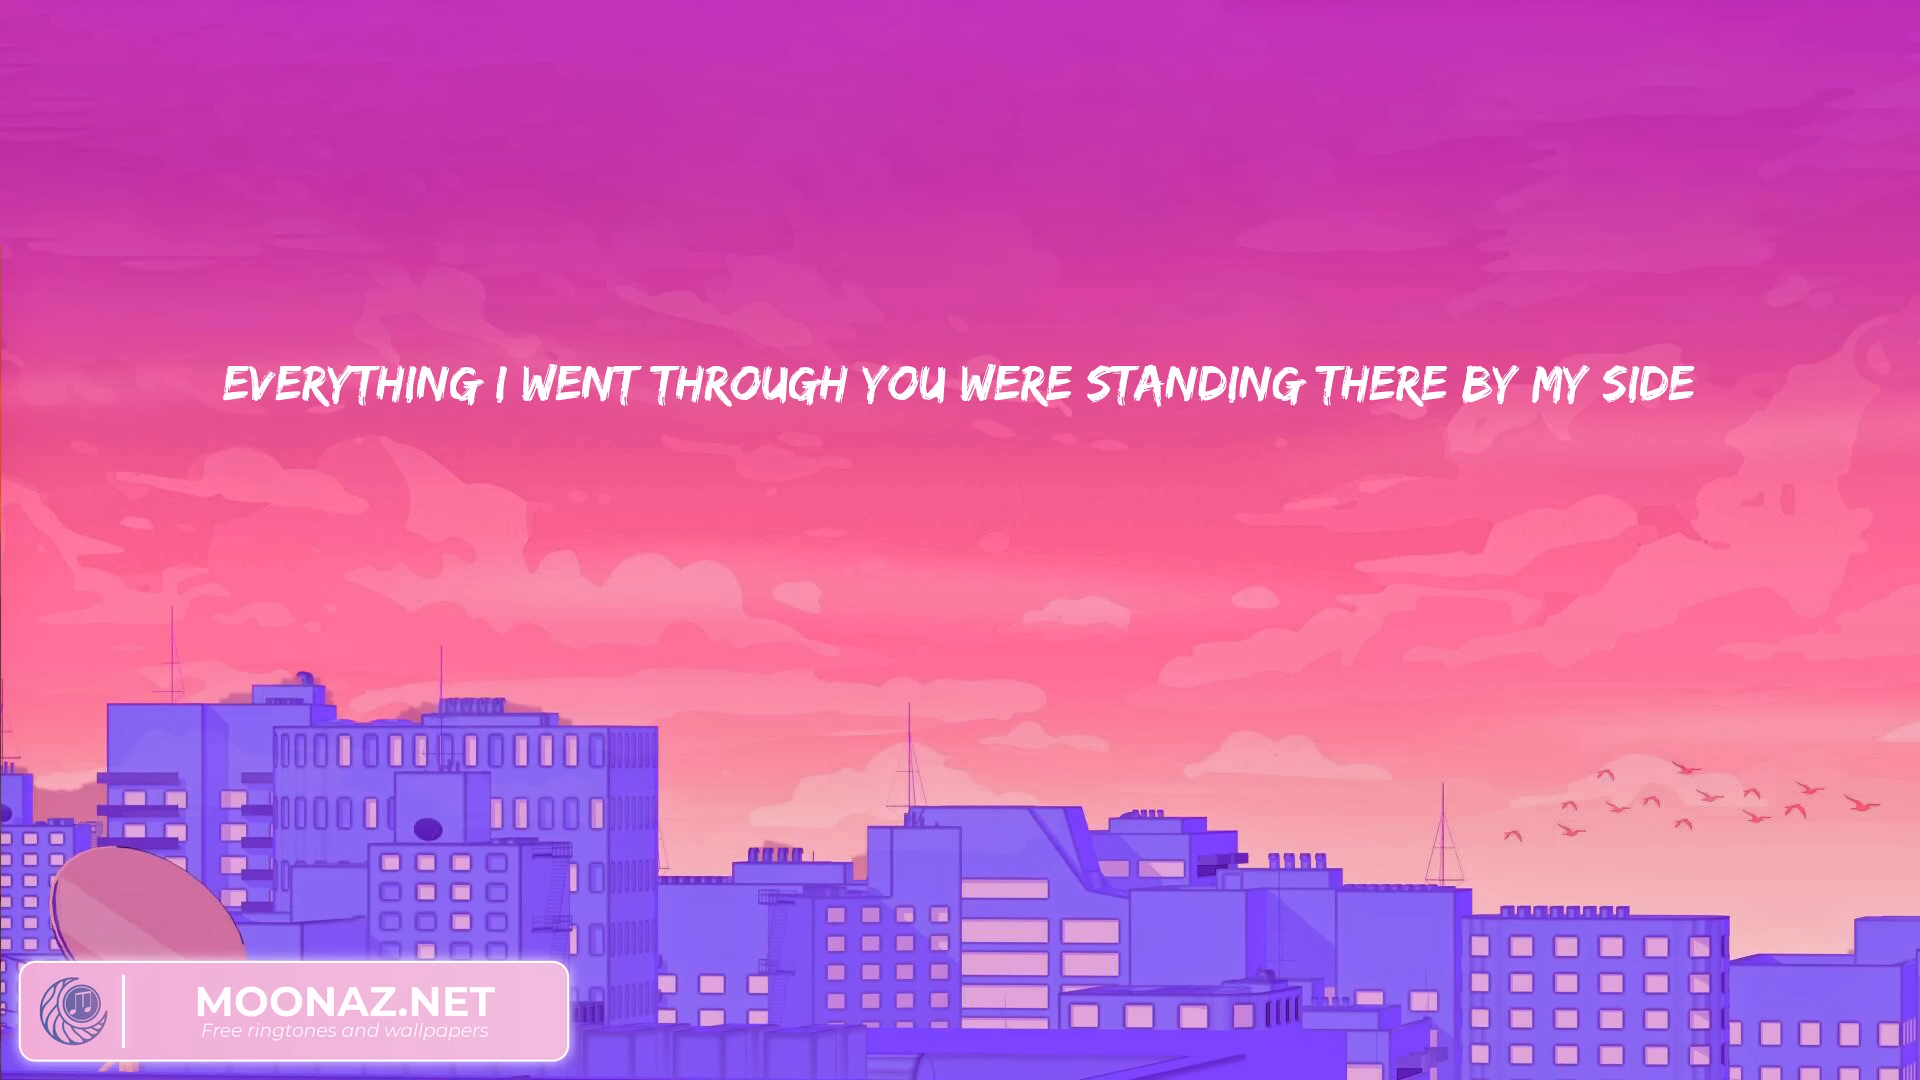 EVERYTHING I WENT THROUGH YOU WERE STANDING THERE BY MY SIDE
MOONAZ.NET
Free ringtones and wallpapers